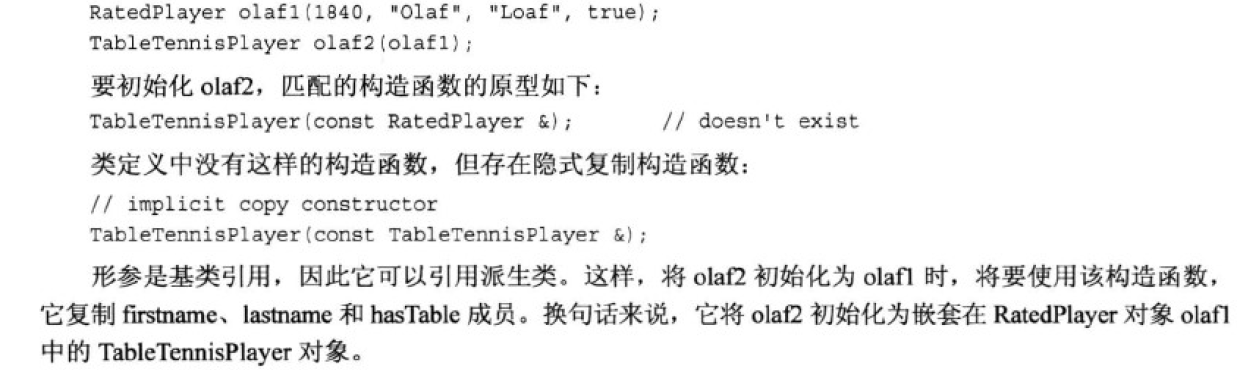 RatedPlayer olaf1(1840, "Olaf", "Loaf", true);
TableTennisPlayer olaf2(olaf1);
要初始化 olaf2，匹配的构造函数的原型如下：
TableTennisPlayer(const RatedPlayer &);      // doesn't exist
类定义中没有这样的构造函数，但存在隐式复制构造函数：
// implicit copy constructor
TableTennisPlayer(const TableTennisPlayer &);
形参是基类引用，因此它可以引用派生类。这样，将 olaf2 初始化为 olaf1 时，将要使用该构造函数，
它复制 firstname、lastname 和 hasTable 成员。换句话来说，它将 olaf2 初始化为嵌套在 RatedPlayer 对象 olaf1
中的 TableTennisPlayer 对象。